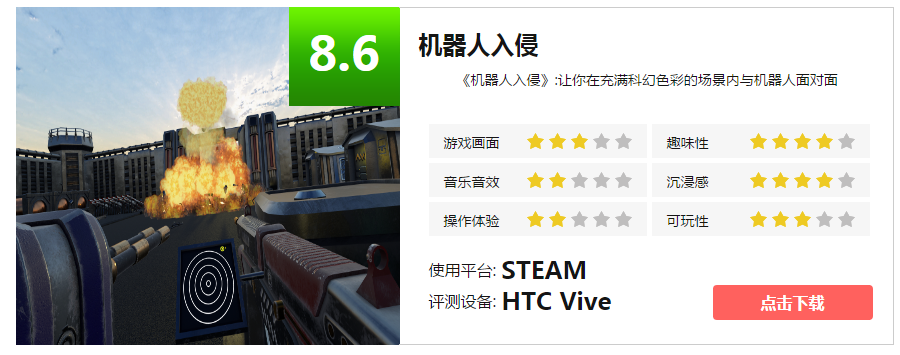 8.6
机器人入侵
《机器人入侵》:让你在充满科幻色彩的场景内与机器人面对面
游戏画面 趣味性
音乐音效 沉浸感
操作体验 可玩性
使用平台: STEAM
评测设备: HTC Vive
点击下载